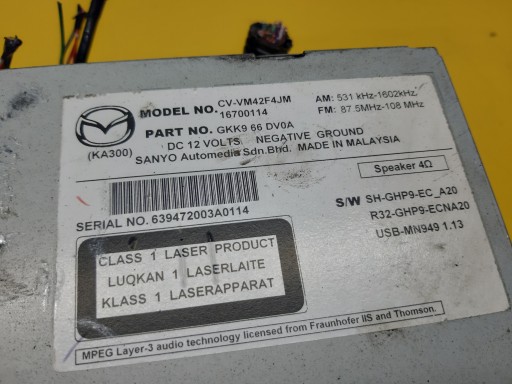 MODEL NO. CV-VM42F4JM
16700114
AM: 531 kHz-1602kHz
FM: 87.5MHz-108 MHz
(KA300)
PART NO. GKK9 66 DV0A
DC 12 VOLTS NEGATIVE GROUND
SANYO Automedia Sdn.Bhd. MADE IN MALAYSIA
Speaker 4Ω
S/W SH-GHP9-EC_A20
R32-GHP9-ECNA20
USB-MN949 1.13
SERIAL NO. 639472003A0114
CLASS 1 LASER PRODUCT
LUQKAN 1 LASERLAITE
KLASS 1 LASERAPPARAT
MPEG Layer-3 audio technology licensed from Fraunhofer IIS and Thomson.